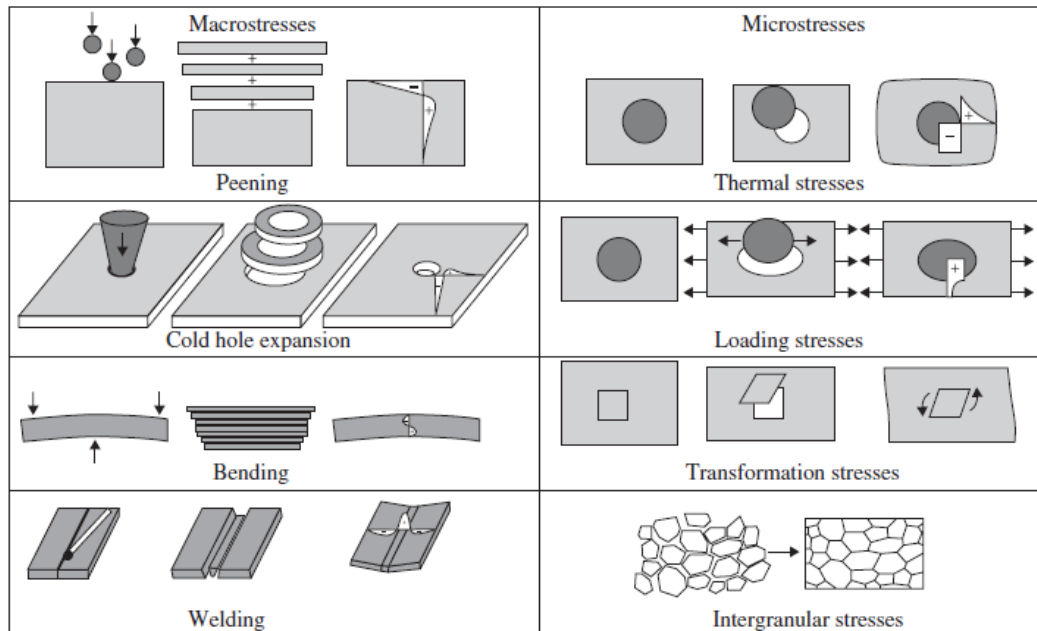 Macrostresses
Microstresses
+
+
+
−
+
Peening
−
+
Thermal stresses
−
Cold hole expansion
+
Loading stresses
Bending
Transformation stresses
Welding
Intergranular stresses